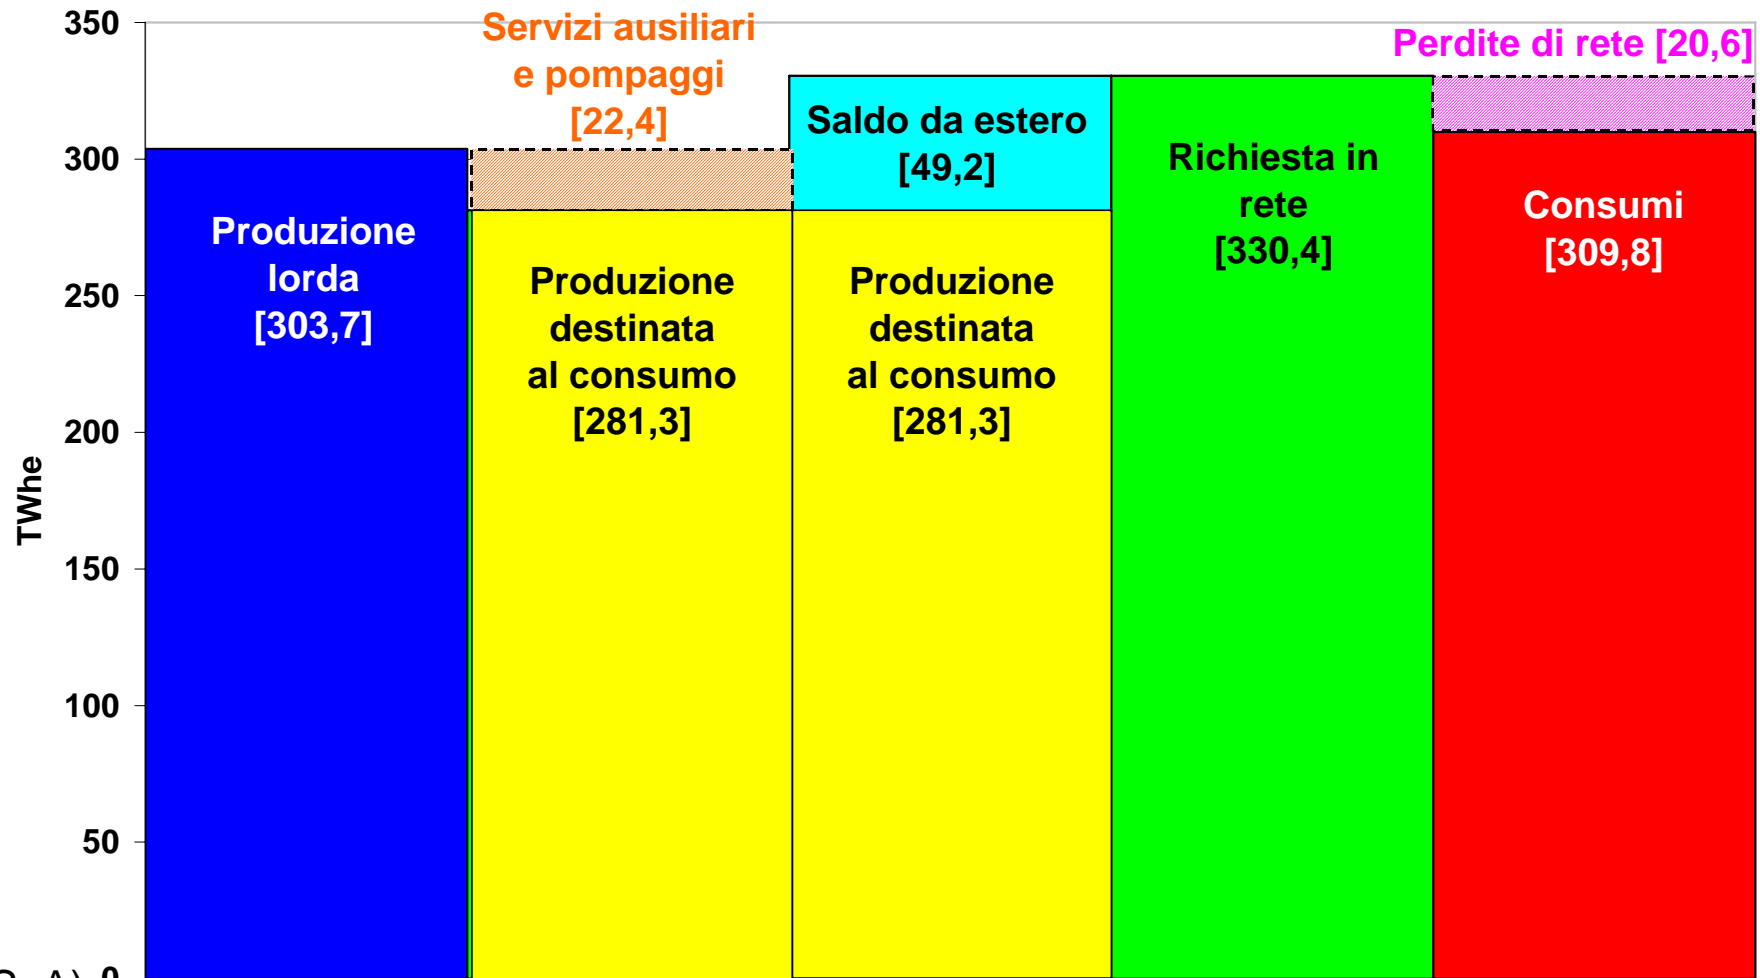 350
300
250
200
150
100
50
0
TWhe
Produzione
lorda
[303,7]
Servizi ausiliari
e pompaggi
[22,4]
Produzione
destinata
al consumo
[281,3]
Saldo da estero
[49,2]
Produzione
destinata
al consumo
[281,3]
Richiesta in
rete
[330,4]
Perdite di rete [20,6]
Consumi
[309,8]